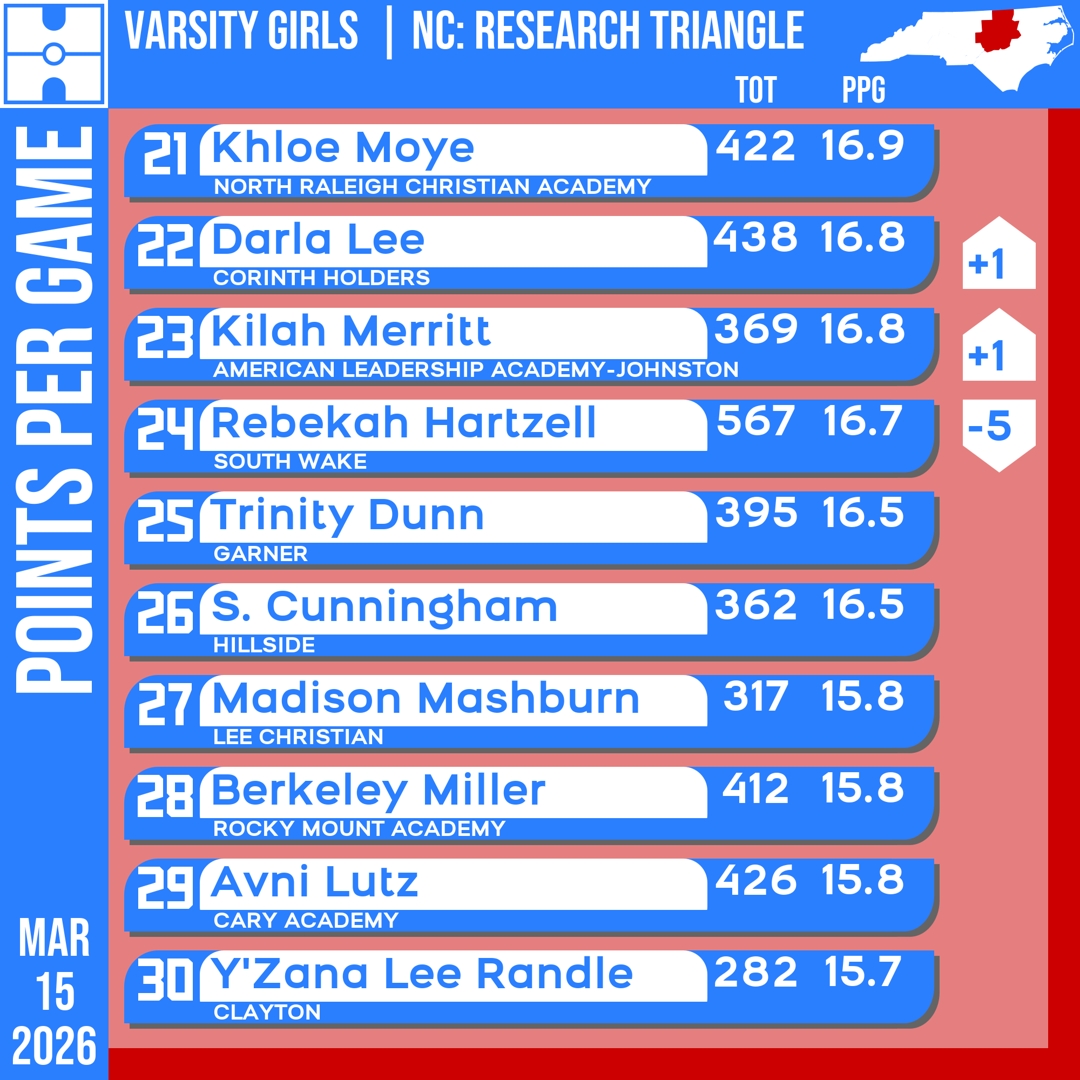 VARSITY GIRLS | NC: RESEARCH TRIANGLE
TOT PPG
POINTS PER GAME
21 Khloe Moye 422 16.9
NORTH RALEIGH CHRISTIAN ACADEMY
22 Darla Lee 438 16.8 +1
CORINTH HOLDERS
23 Kilah Merritt 369 16.8 +1
AMERICAN LEADERSHIP ACADEMY-JOHNSTON
24 Rebekah Hartzell 567 16.7 -5
SOUTH WAKE
25 Trinity Dunn 395 16.5
GARNER
26 S. Cunningham 362 16.5
HILLSIDE
27 Madison Mashburn 317 15.8
LEE CHRISTIAN
28 Berkeley Miller 412 15.8
ROCKY MOUNT ACADEMY
29 Avni Lutz 426 15.8
CARY ACADEMY
30 Y'Zana Lee Randle 282 15.7
CLAYTON
MAR
15
2026